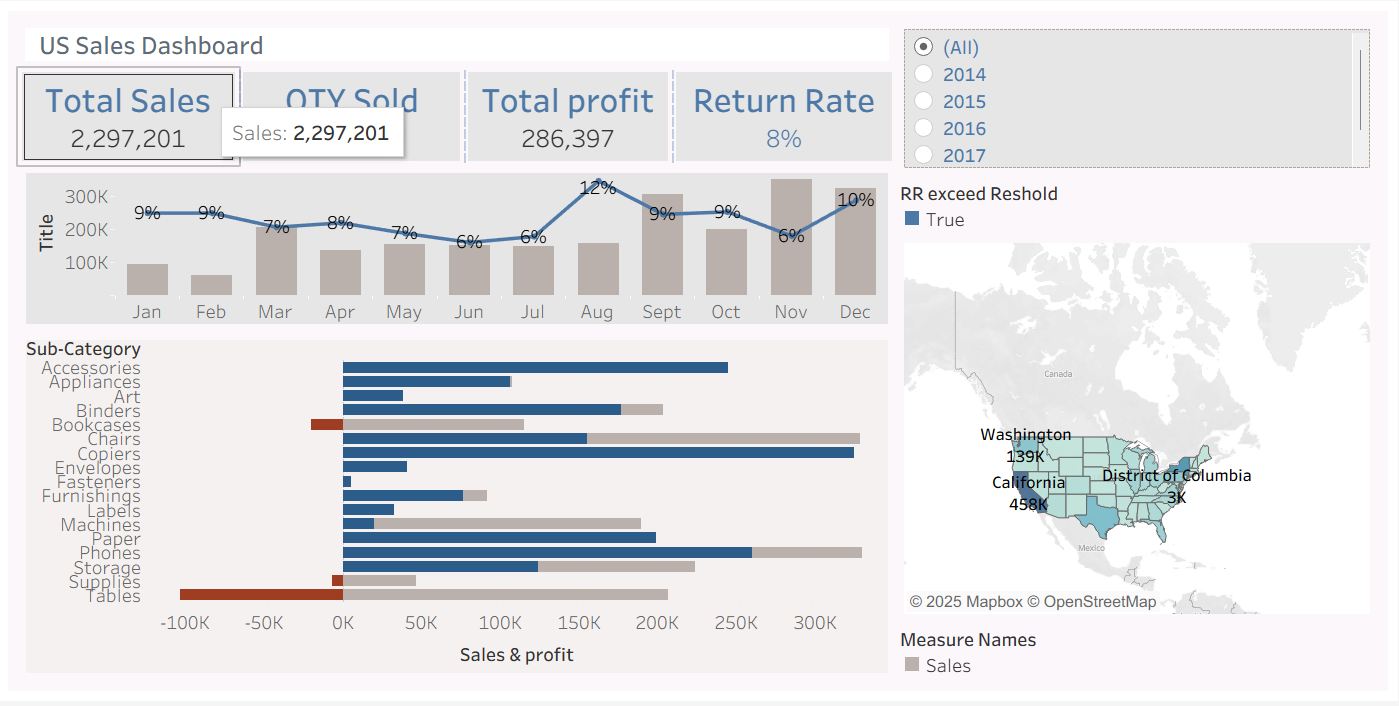 US Sales Dashboard
Total Sales
2,297,201
QTY Sold
Sales: 2,297,201
Total profit
286,397
Return Rate
8%
(All)
2014
2015
2016
2017
RR exceed Reshold
True
Title
300K
200K
100K
9%
9%
7%
8%
7%
6%
6%
12%
9%
9%
6%
10%
Jan
Feb
Mar
Apr
May
Jun
Jul
Aug
Sept
Oct
Nov
Dec
Sub-Category
Accessories
Appliances
Art
Binders
Bookcases
Chairs
Copiers
Envelopes
Fasteners
Furnishings
Labels
Machines
Paper
Phones
Storage
Supplies
Tables
-100K
-50K
0K
50K
100K
150K
200K
250K
300K
Sales & profit
Canada
Washington
139K
California
458K
District of Columbia
3K
Mexico
© 2025 Mapbox © OpenStreetMap
Measure Names
Sales